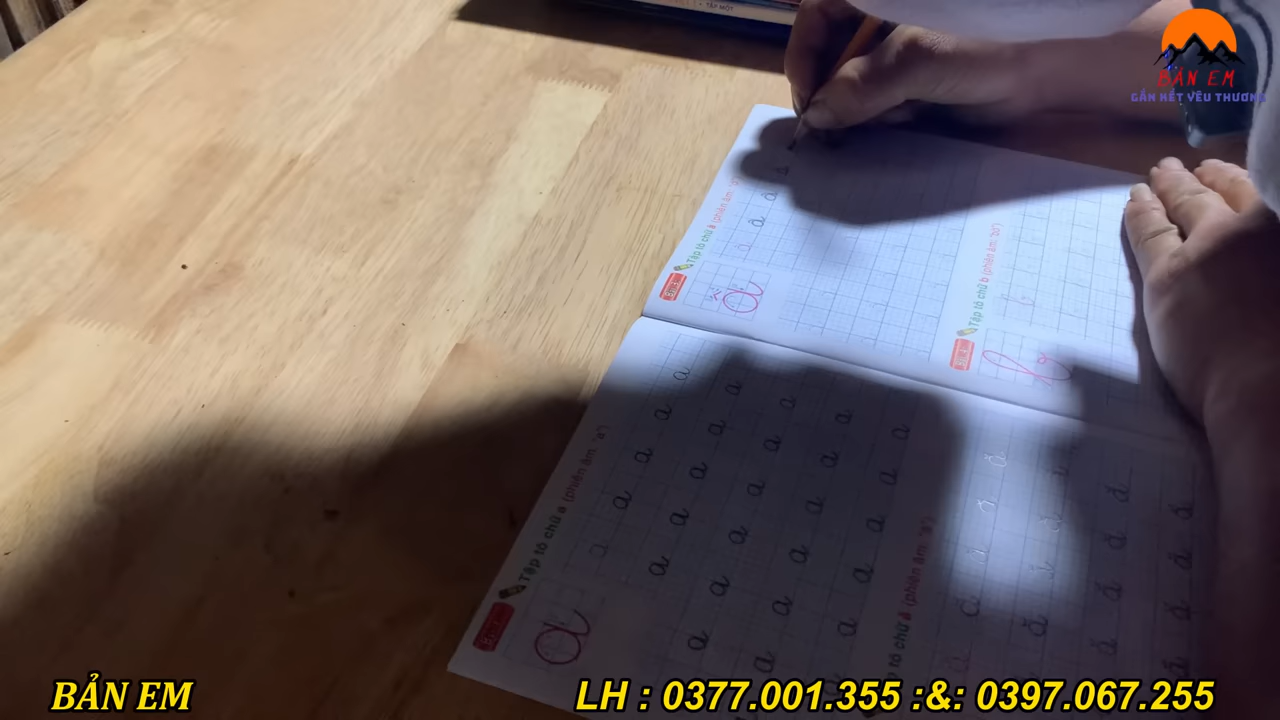 TẬP MỘT
BẢN EM
GẮN KẾT YÊU THƯƠNG
Tập tô chữ â (phiên âm: "ớ")
â â â
Tập tô chữ b (phiên âm: "bờ")
b
Tập tô chữ a (phiên âm: "a")
a
a a a a a
a a a a a
a a a a a
a a a a a
a a a a
tô chữ ă (phiên âm: "á")
ă ă ă ă
ă ă ă ă
ă ă ă ă
ă ă ă ă
BẢN EM
LH : 0377.001.355 :&: 0397.067.255